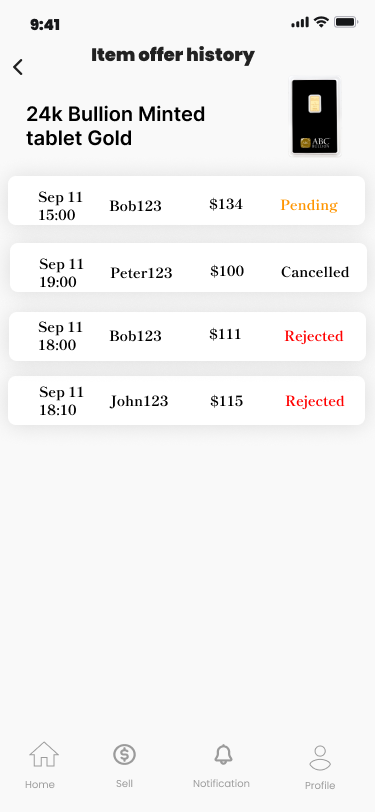 9:41
Item offer history
24k Bullion Minted
tablet Gold
ABC
BULLION
Sep 11
15:00
Bob123
$134
Pending
Sep 11
19:00
Peter123
$100
Cancelled
Sep 11
18:00
Bob123
$111
Rejected
Sep 11
18:10
John123
$115
Rejected
Home
Sell
Notification
Profile